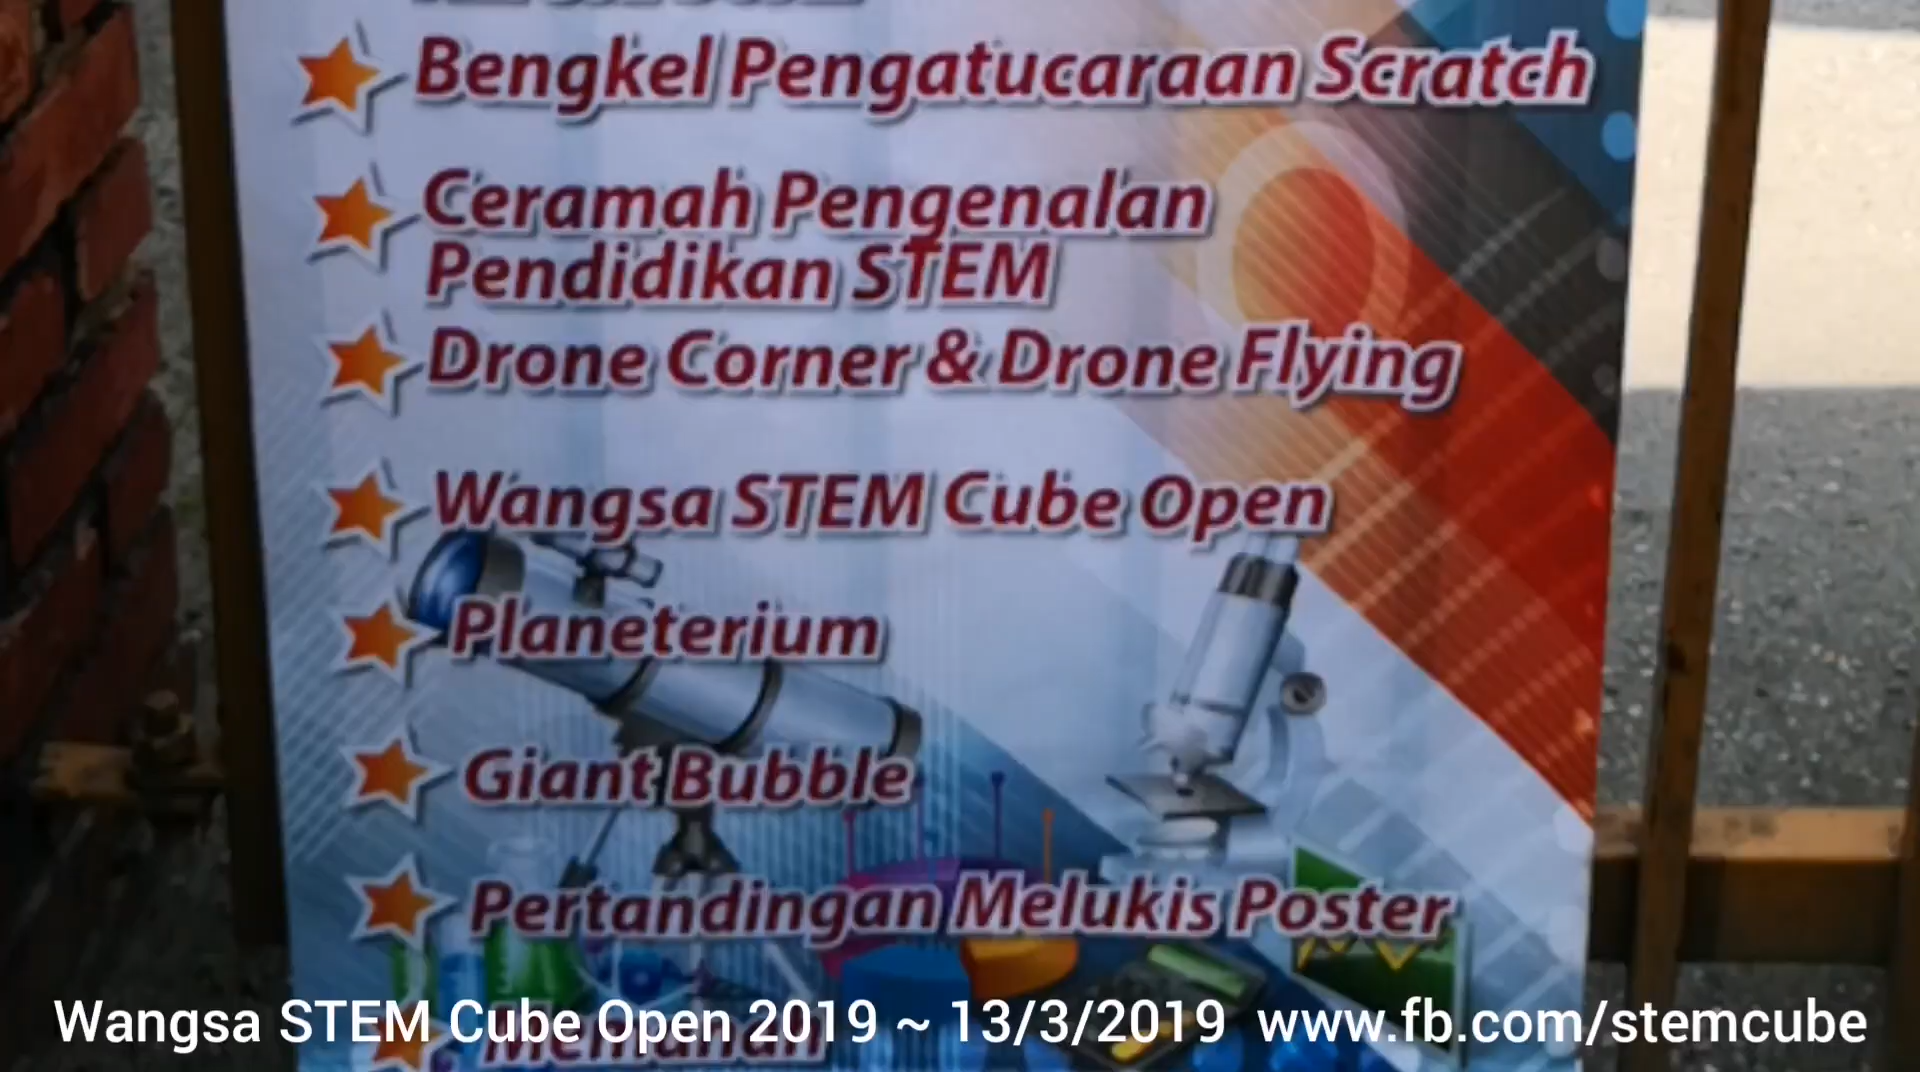 Bengkel Pengatucaraan Scratch
Ceramah Pengenalan
Pendidikan STEM
Drone Corner & Drone Flying
Wangsa STEM Cube Open
Planeterium
Giant Bubble
Pertandingan Melukis Poster
Wangsa STEM Cube Open 2019 ~ 13/3/2019 www.fb.com/stemcube